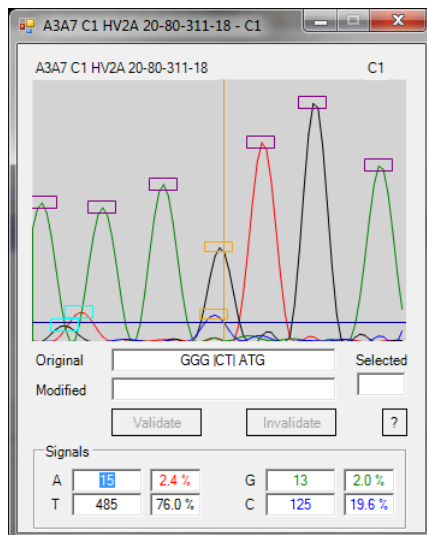 A3A7 C1 HV2A 20-80-311-18 - C1
A3A7 C1 HV2A 20-80-311-18 C1
Original GGG |CT| ATG Selected
Modified
Validate Invalidate ?
Signals
A 15 2.4 % G 13 2.0 %
T 485 76.0 % C 125 19.6 %